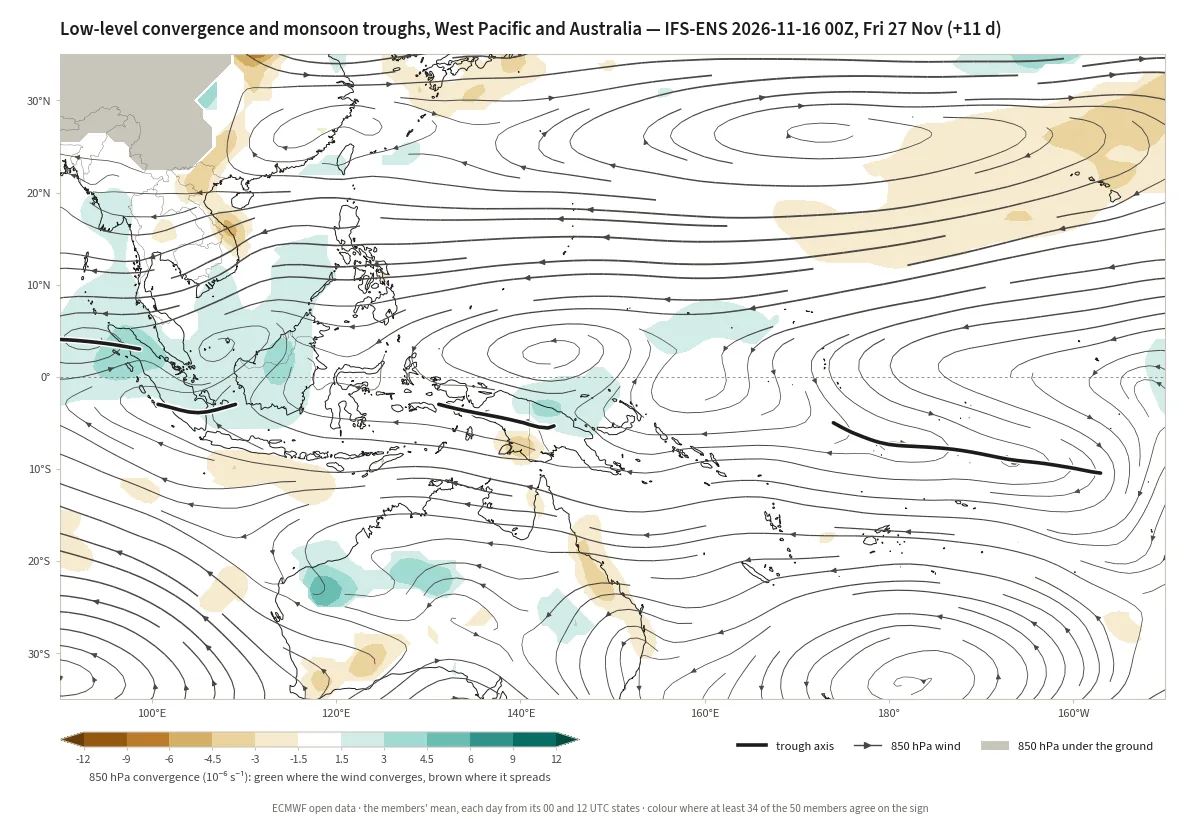 Low-level convergence and monsoon troughs, West Pacific and Australia — IFS-ENS 2026-11-16 00Z, Fri 27 Nov (+11 d)
30°N
20°N
10°N
0°
10°S
20°S
30°S
100°E 120°E 140°E 160°E 180° 160°W
trough axis 850 hPa wind 850 hPa under the ground
-12 -9 -6 -4.5 -3 -1.5 1.5 3 4.5 6 9 12
850 hPa convergence (10⁻⁶ s⁻¹): green where the wind converges, brown where it spreads
ECMWF open data · the members' mean, each day from its 00 and 12 UTC states · colour where at least 34 of the 50 members agree on the sign